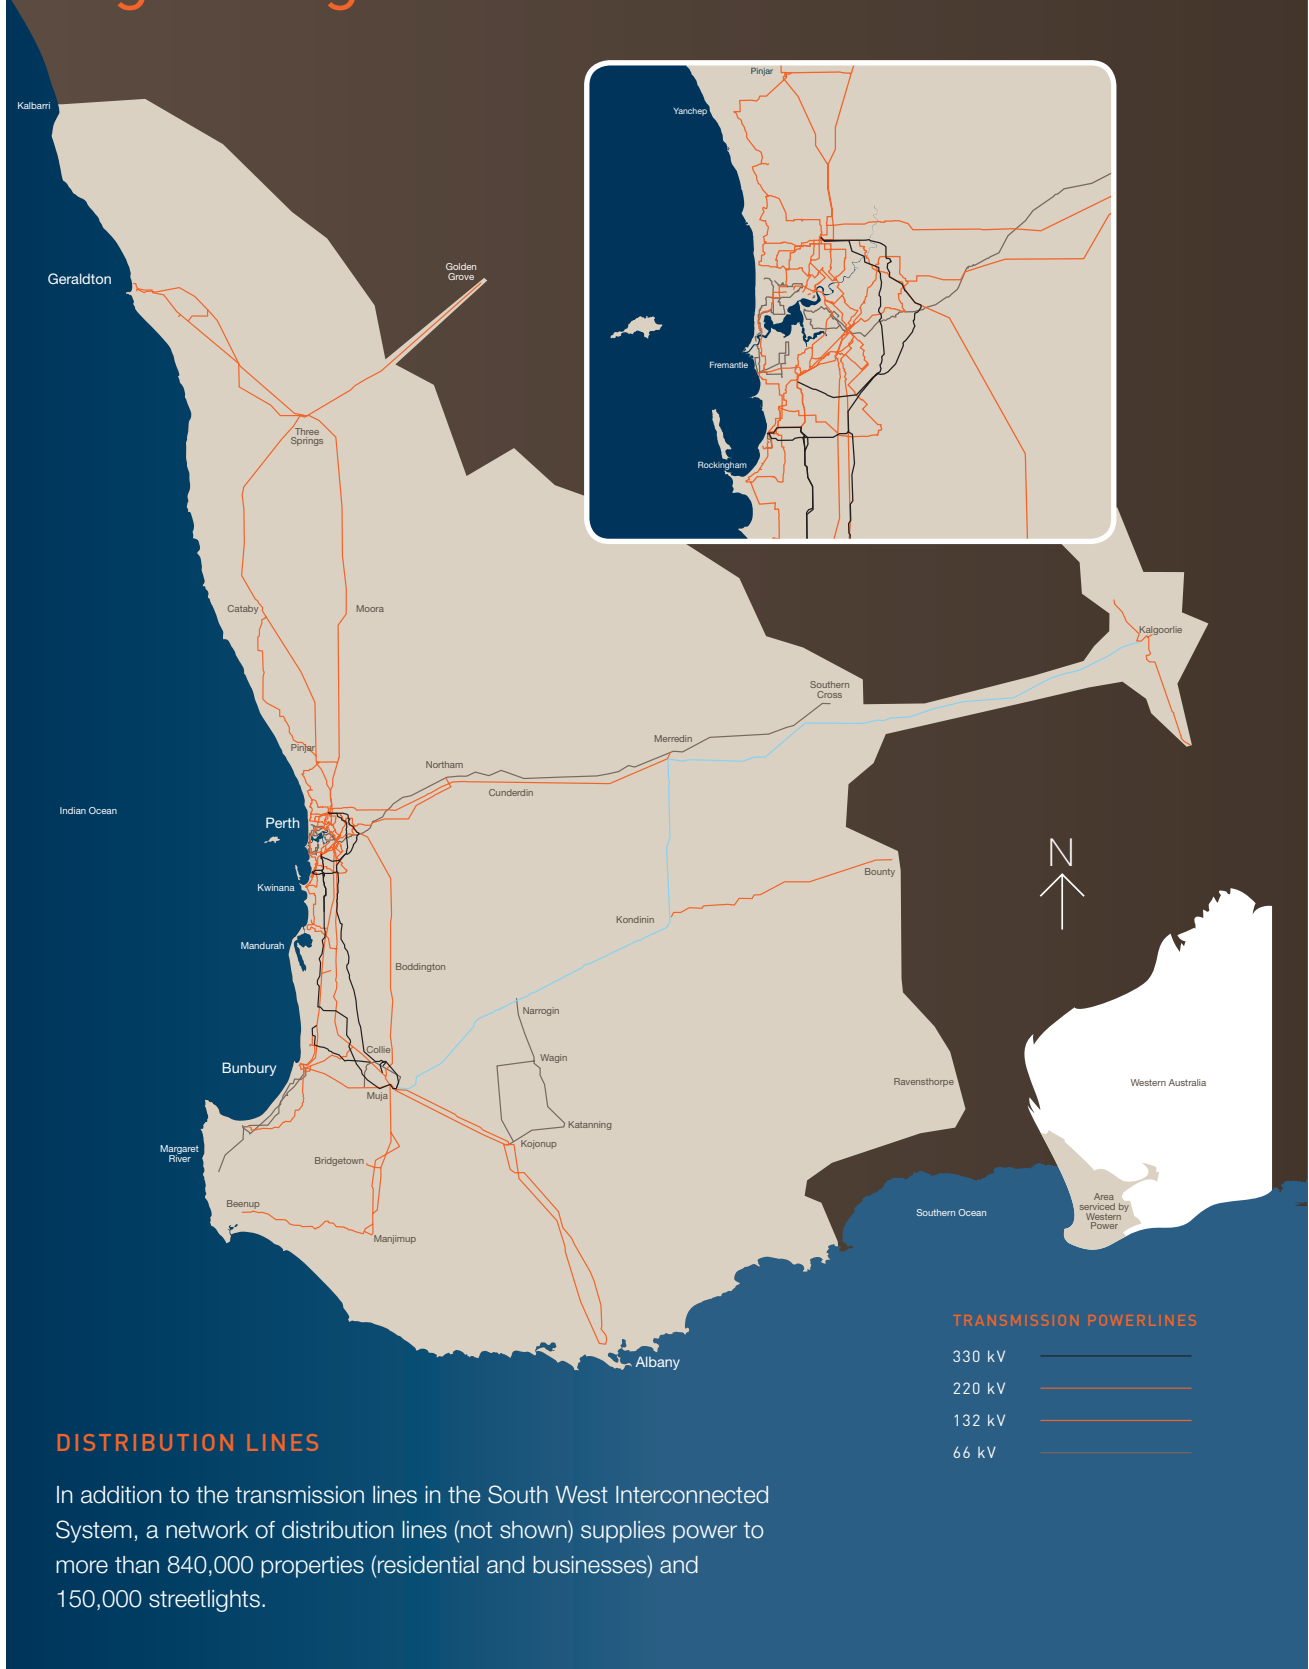 Pinjar
Yanchep
Fremantle
Rockingham
Kalbarri
Geraldton
Golden
Grove
Three
Springs
Cataby
Moora
Kalgoorlie
Southern
Cross
Merredin
Pinjar
Northam
Cunderdin
Indian Ocean
Perth
N
Bounty
Kwinana
Kondinin
Mandurah
Boddington
Narrogin
Collie
Wagin
Bunbury
Ravensthorpe
Western Australia
Muja
Katanning
Kojonup
Margaret
River
Bridgetown
Beenup
Area
serviced by
Western
Power
Southern Ocean
Manjimup
Albany
TRANSMISSION POWERLINES
330 kV
220 kV
132 kV
66 kV
DISTRIBUTION LINES
In addition to the transmission lines in the South West Interconnected
System, a network of distribution lines (not shown) supplies power to
more than 840,000 properties (residential and businesses) and
150,000 streetlights.